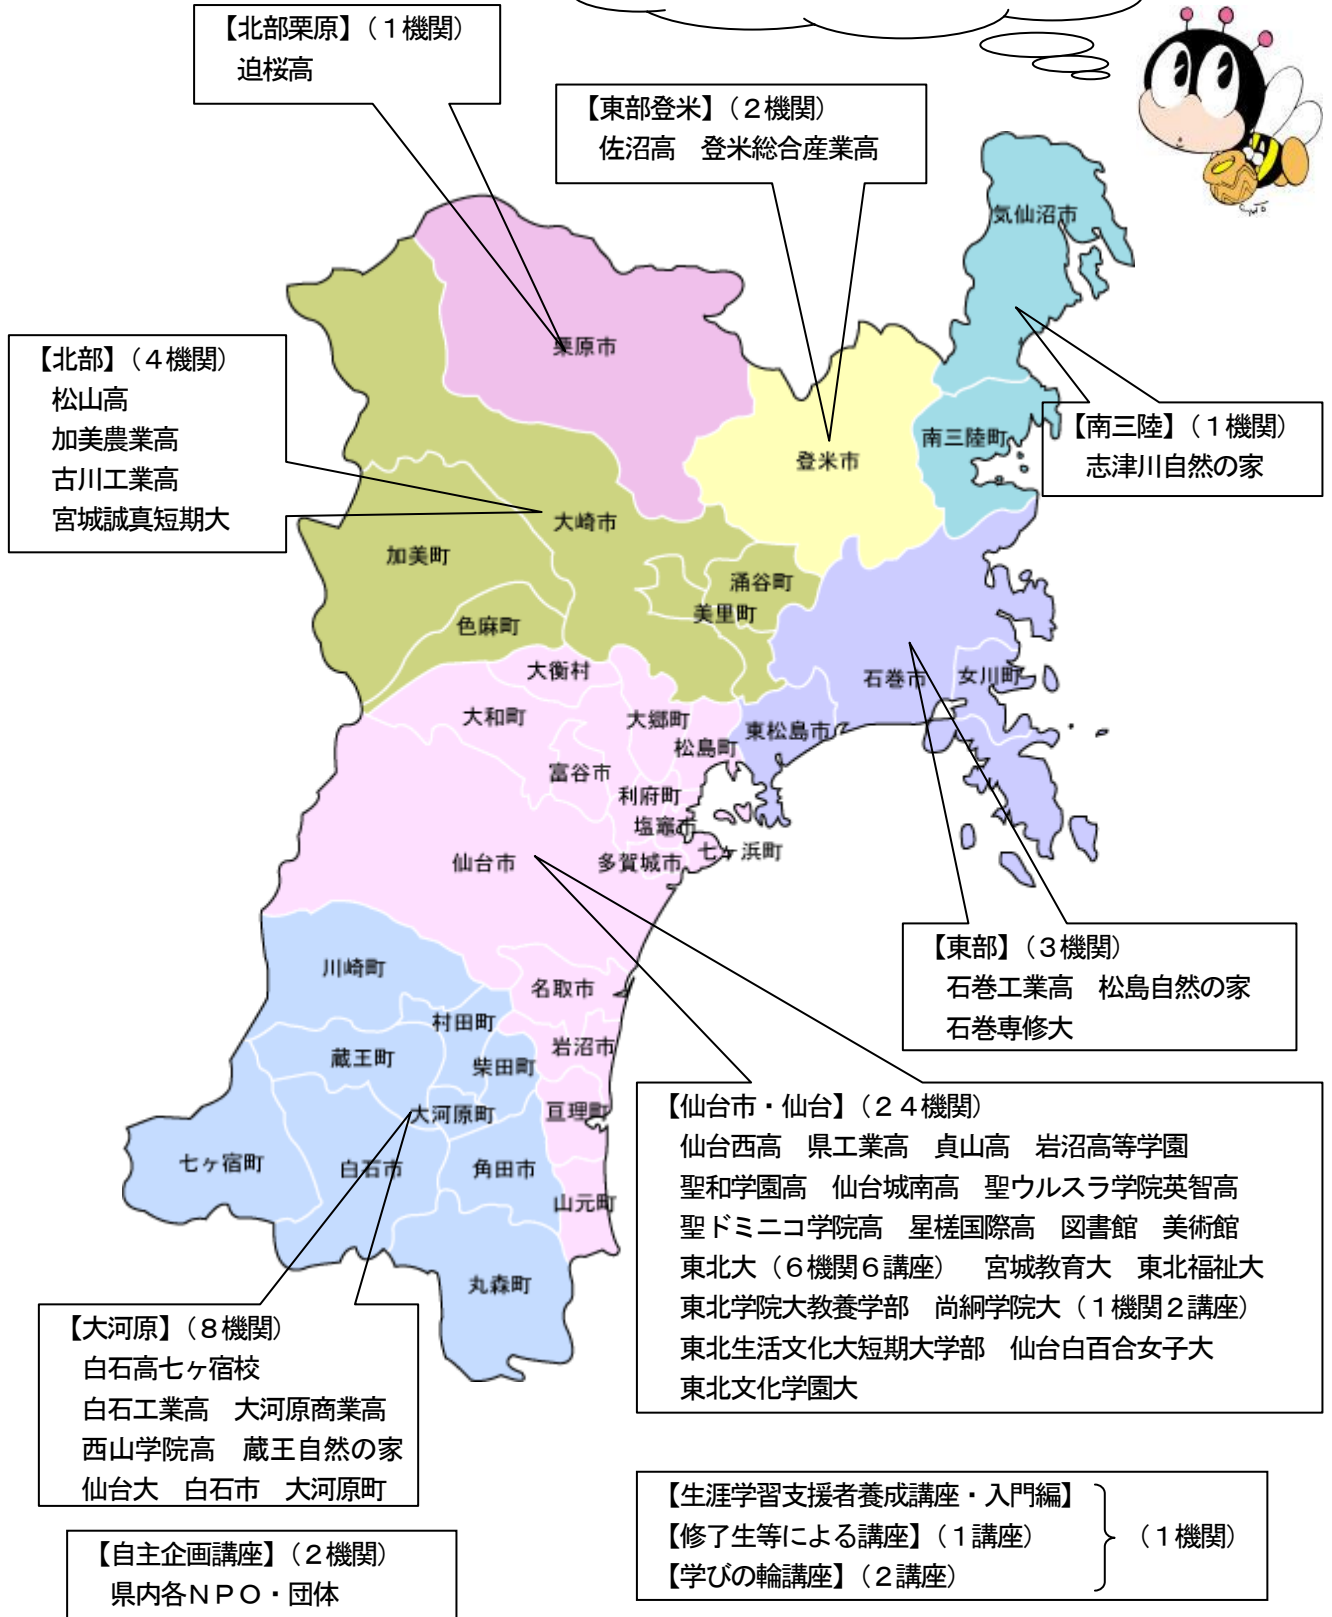 【北部栗原】（１機関）
迫桜高
【東部登米】（２機関）
佐沼高　登米総合産業高
気仙沼市
栗原市
【北部】（４機関）
松山高
加美農業高
古川工業高
宮城誠真短期大
【南三陸】（１機関）
志津川自然の家
南三陸町
登米市
大崎市
加美町
涌谷町
美里町
色麻町
大衡村
石巻市
女川町
大和町
大郷町
東松島市
松島町
富谷市
利府町
塩竈市
七ヶ浜町
仙台市
多賀城市
【東部】（３機関）
石巻工業高　松島自然の家
石巻専修大
川崎町
名取市
村田町
岩沼市
蔵王町
柴田町
大河原町
亘理町
七ヶ宿町
白石市
角田市
山元町
丸森町
【仙台市・仙台】（２４機関）
仙台西高　県工業高　貞山高　岩沼高等学園
聖和学園高　仙台城南高　聖ウルスラ学院英智高
聖ドミニコ学院高　星槎国際高　図書館　美術館
東北大（６機関６講座）　宮城教育大　東北福祉大
東北学院大教養学部　尚絅学院大（１機関２講座）
東北生活文化大短期大学部　仙台白百合女子大
東北文化学園大
【大河原】（８機関）
白石高七ヶ宿校
白石工業高　大河原商業高
西山学院高　蔵王自然の家
仙台大　白石市　大河原町
【生涯学習支援者養成講座・入門編】
【修了生等による講座】（１講座）　（１機関）
【学びの輪講座】（２講座）
【自主企画講座】（２機関）
県内各ＮＰＯ・団体